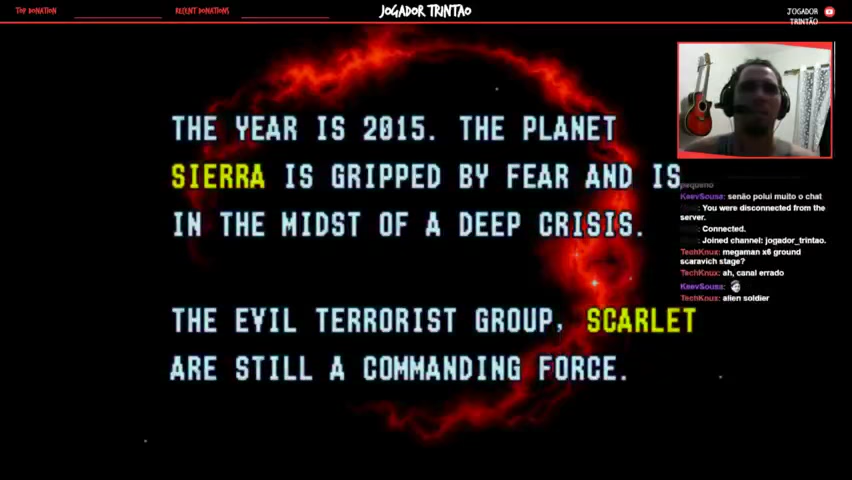 TOP DONATION
RECENT DONATIONS
JOGADOR TRINTAO
JOGADOR
TRINTÃO
THE YEAR IS 2015. THE PLANET
SIERRA IS GRIPPED BY FEAR AND IS
IN THE MIDST OF A DEEP CRISIS.
THE EVIL TERRORIST GROUP, SCARLET
ARE STILL A COMMANDING FORCE.
pequeno
KaevSousa: senão polui muito o chat
You were disconnected from the
server.
Connected.
Joined channel: jogador_trintao.
TechKnux: megaman x6 ground
scaravich stage?
TechKnux: ah, canal errado
KaevSousa:
TechKnux: alien soldier